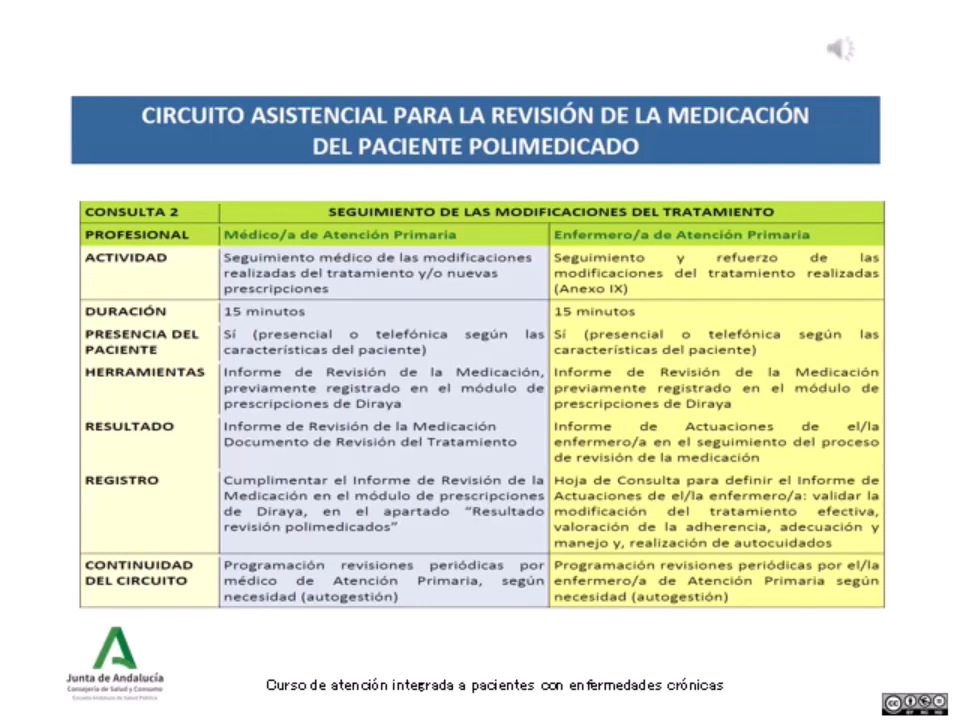 CIRCUITO ASISTENCIAL PARA LA REVISIÓN DE LA MEDICACIÓN
DEL PACIENTE POLIMEDICADO
CONSULTA 2
SEGUIMIENTO DE LAS MODIFICACIONES DEL TRATAMIENTO
PROFESIONAL
Médico/a de Atención Primaria
Enfermero/a de Atención Primaria
ACTIVIDAD
Seguimiento médico de las modificaciones
realizadas del tratamiento y/o nuevas
prescripciones
Seguimiento y refuerzo de las
modificaciones del tratamiento realizadas
(Anexo IX)
DURACIÓN
15 minutos
15 minutos
PRESENCIA DEL
PACIENTE
Sí (presencial o telefónica según las
características del paciente)
Sí (presencial o telefónica según las
características del paciente)
HERRAMIENTAS
Informe de Revisión de la Medicación,
previamente registrado en el módulo de
prescripciones de Diraya
Informe de Revisión de la Medicación
previamente registrado en el módulo de
prescripciones de Diraya
RESULTADO
Informe de Revisión de la Medicación
Documento de Revisión del Tratamiento
Informe de Actuaciones de el/la
enfermero/a en el seguimiento del proceso
de revisión de la medicación
REGISTRO
Cumplimentar el Informe de Revisión de la
Medicación en el módulo de prescripciones
de Diraya, en el apartado “Resultado
revisión polimedicados”
Hoja de Consulta para definir el Informe de
Actuaciones de el/la enfermero/a: validar la
modificación del tratamiento efectiva,
valoración de la adherencia, adecuación y
manejo y, realización de autocuidados
CONTINUIDAD
DEL CIRCUITO
Programación revisiones periódicas por
médico de Atención Primaria, según
necesidad (autogestión)
Programación revisiones periódicas por el/la
enfermero/a de Atención Primaria según
necesidad (autogestión)
Junta de Andalucía
Consejería de Salud y Consumo
Escuela Andaluza de Salud Pública
Curso de atención integrada a pacientes con enfermedades crónicas
cc